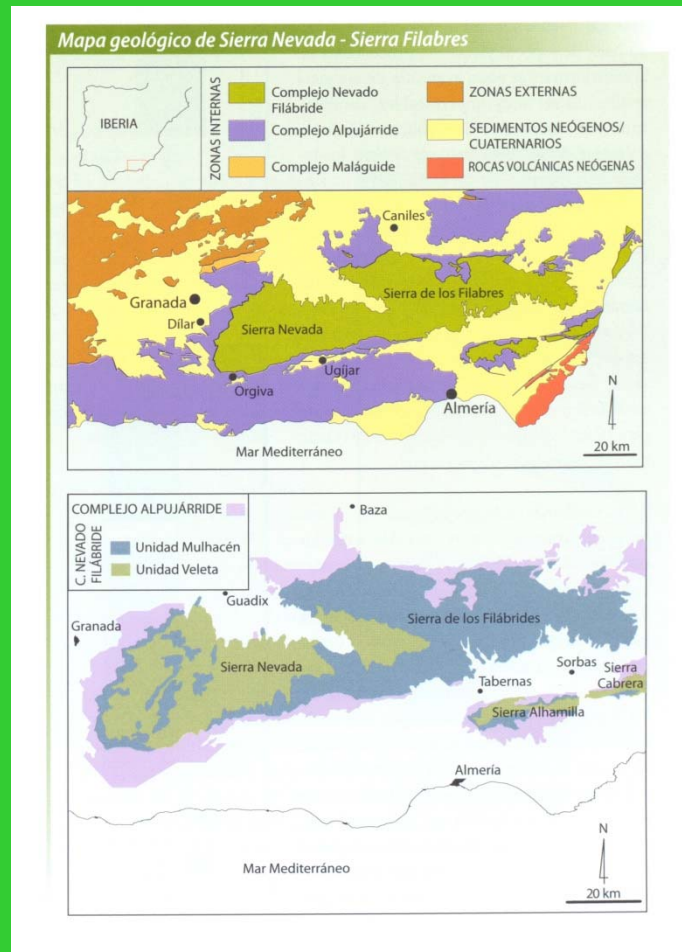 Mapa geológico de Sierra Nevada - Sierra Filabres
IBERIA
ZONAS INTERNAS
Complejo Nevado
Filábride
Complejo Alpujárride
Complejo Maláguide
ZONAS EXTERNAS
SEDIMENTOS NEÓGENOS/
CUATERNARIOS
ROCAS VOLCÁNICAS NEÓGENAS
Caniles
Granada
Sierra de los Filabres
Dílar
Sierra Nevada
Ugíjar
Orgiva
Almería
N
Mar Mediterráneo
20 km
COMPLEJO ALPUJÁRRIDE
C. NEVADO
FILÁBRIDE
Unidad Mulhacén
Unidad Veleta
Baza
Guadix
Granada
Sierra de los Filábrides
Sierra Nevada
Sorbas
Sierra
Cabrera
Tabernas
Sierra Alhamilla
Almería
N
Mar Mediterráneo
20 km